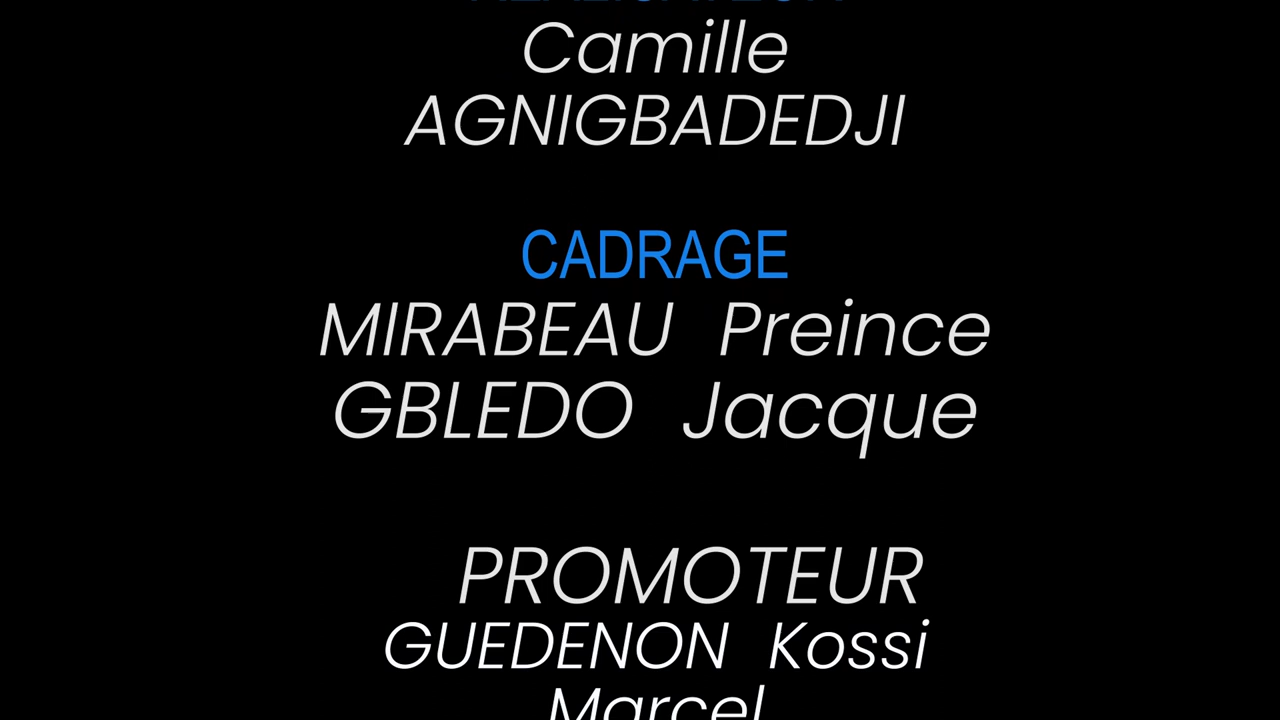 Camille
AGNIGBADEDJI
CADRAGE
MIRABEAU Preince
GBLEDO Jacque
PROMOTEUR
GUEDENON Kossi
Marcel